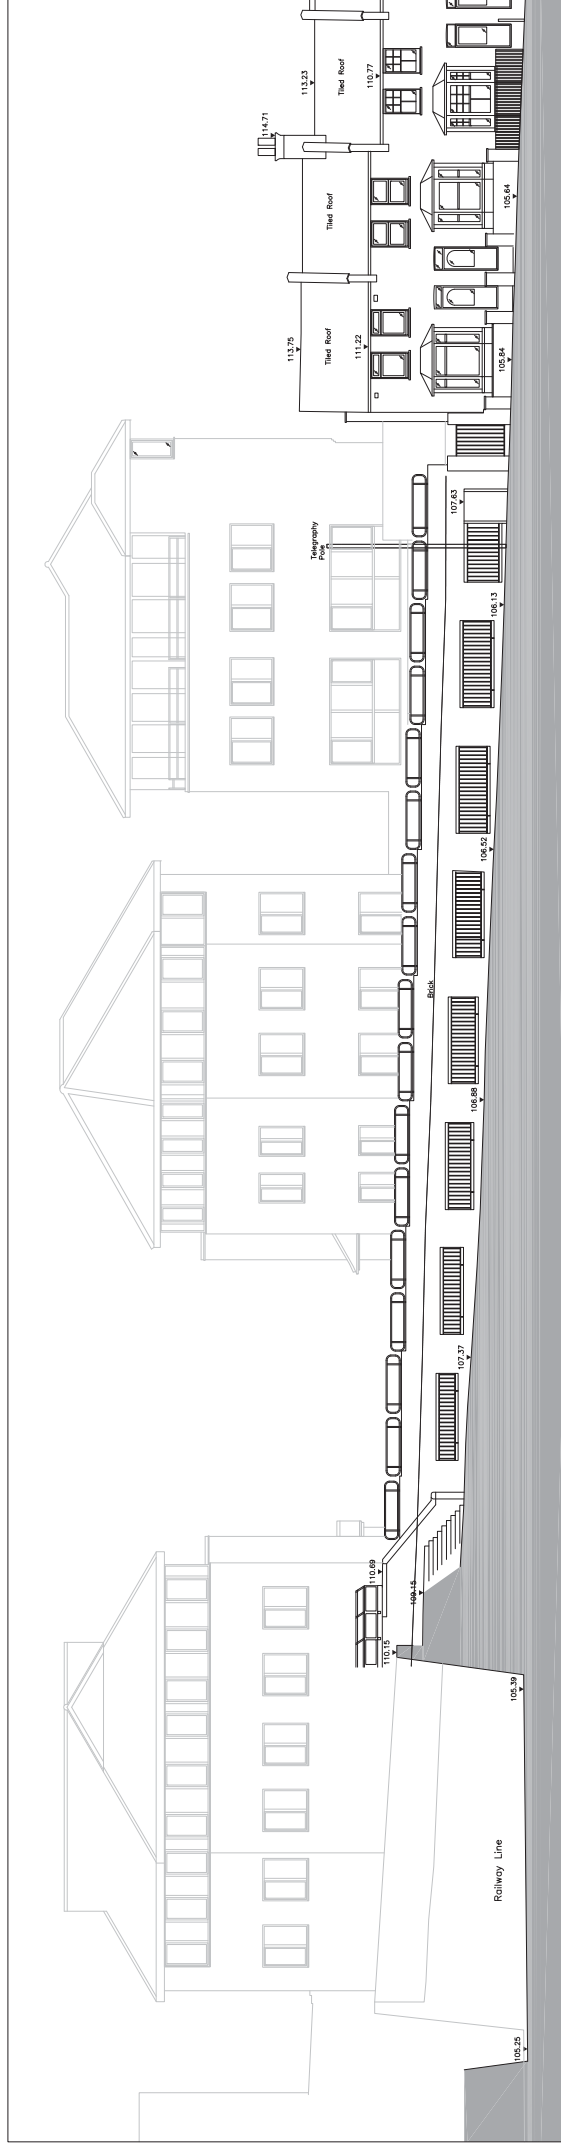 105.25
Railway Line
105.39
110.15
109.15
110.69
107.37
106.88
Brick
106.52
106.13
Telegraphy
Pole
107.63
105.84
113.75
Tiled Roof
111.22
Tiled Roof
105.64
114.71
113.23
Tiled Roof
110.77